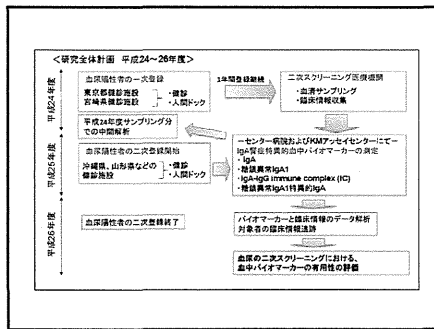 ＜研究全体計画 平成24～26年度＞
平成24年度
血尿陽性者の一次登録
東京都健診施設
宮崎県健診施設
・健診
・人間ドック
1年間登録継続
二次スクリーニング医療機関
・血清サンプリング
・臨床情報収集
平成24年度サンプリング分
での中間解析
平成25年度
血尿陽性者の二次登録開始
沖縄県、山形県などの
健診施設
・健診
・人間ドック
－センター病院およびKMアッセイセンターにて－
IgA腎症特異的血中バイオマーカーの測定
・IgA
・糖鎖異常IgA1
・IgA-IgG immune complex (IC)
・糖鎖異常IgA1特異的IgA
平成26年度
血尿陽性者の二次登録終了
バイオマーカーと臨床情報のデータ解析
対象者の臨床情報追跡
血尿の二次スクリーニングにおける、
血中バイオマーカーの有用性の評価